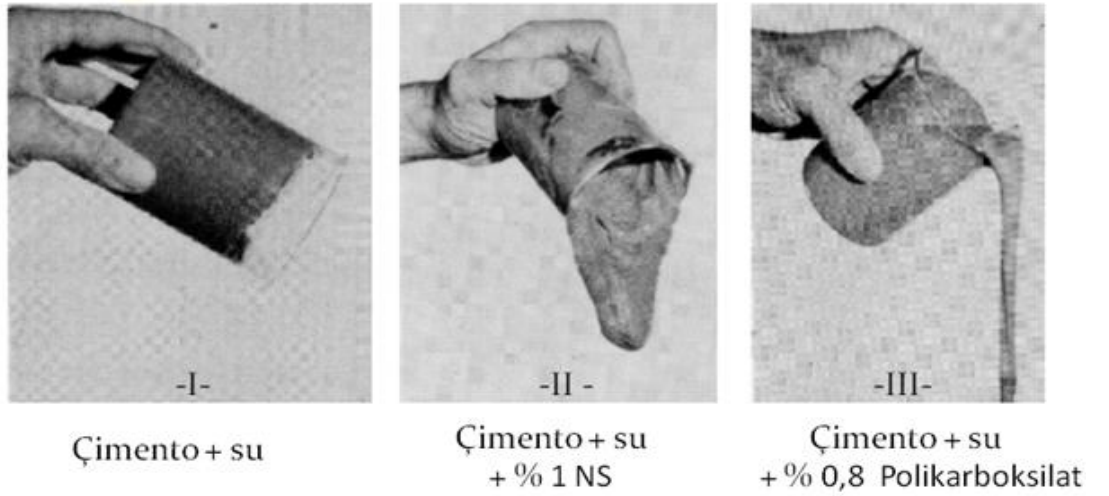 -I-
-II -
-III-
Çimento + su
Çimento + su
+ % 1 NS
Çimento + su
+ % 0,8 Polikarboksilat